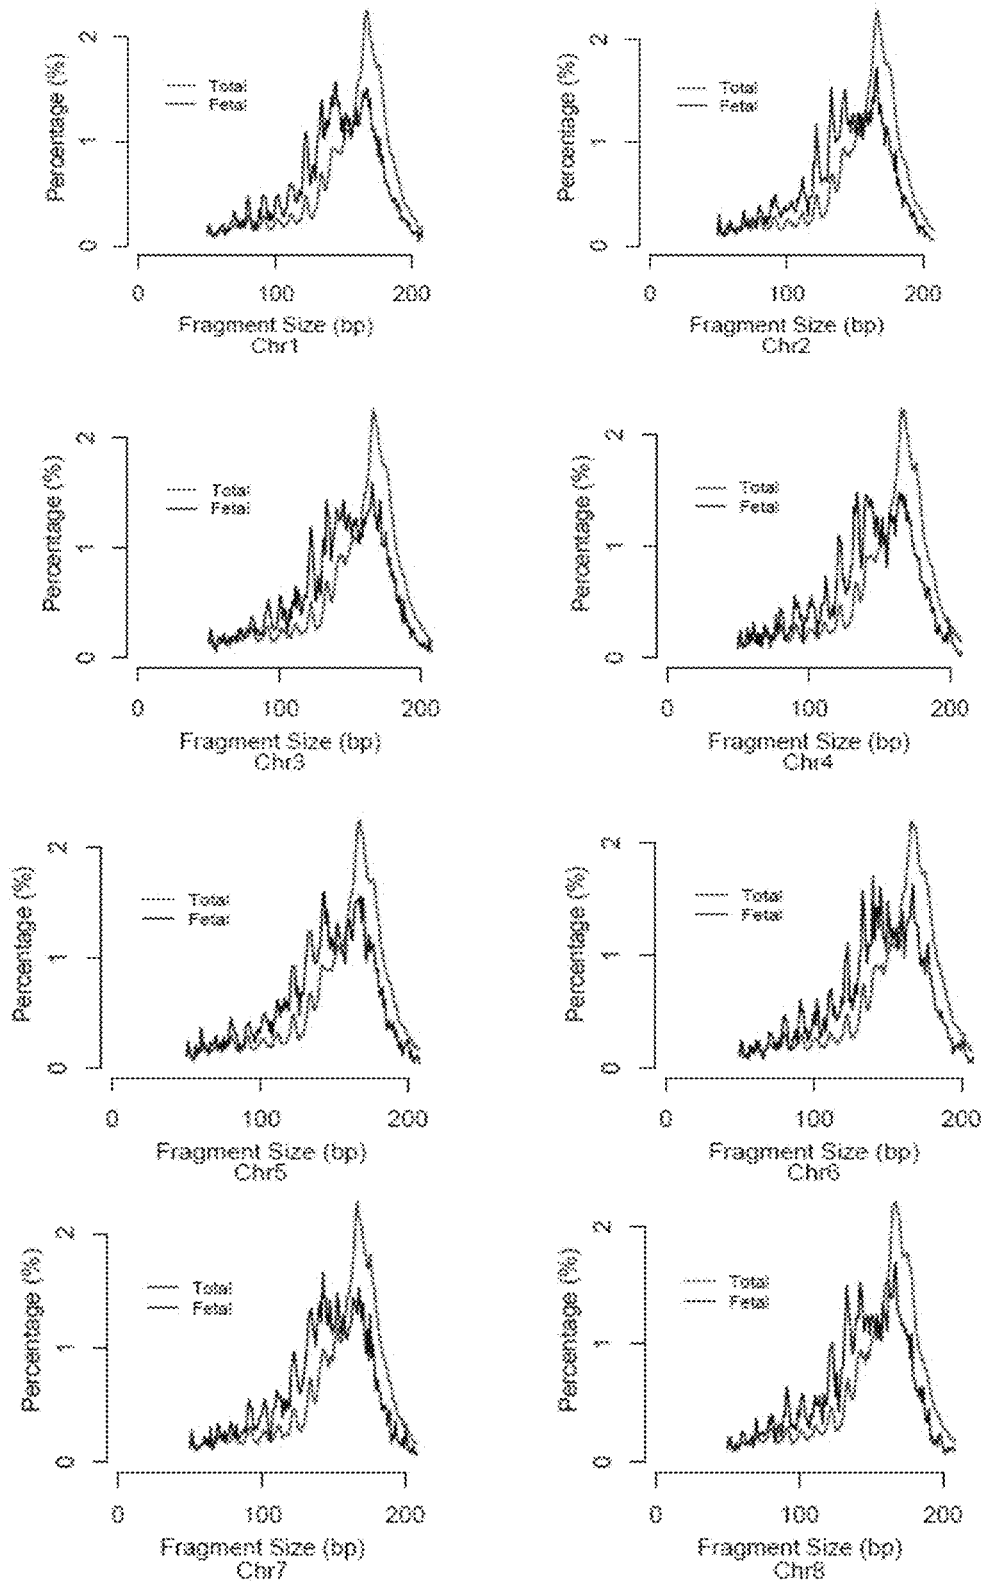 Percentage (%)
2
1
0
Total
Fetal
0 100 200
Fragment Size (bp)
Chr1
Percentage (%)
2
1
0
Total
Fetal
0 100 200
Fragment Size (bp)
Chr2
Percentage (%)
2
1
0
Total
Fetal
0 100 200
Fragment Size (bp)
Chr3
Percentage (%)
2
1
0
Total
Fetal
0 100 200
Fragment Size (bp)
Chr4
Percentage (%)
2
1
0
Total
Fetal
0 100 200
Fragment Size (bp)
Chr5
Percentage (%)
2
1
0
Total
Fetal
0 100 200
Fragment Size (bp)
Chr6
Percentage (%)
2
1
0
Total
Fetal
0 100 200
Fragment Size (bp)
Chr7
Percentage (%)
2
1
0
Total
Fetal
0 100 200
Fragment Size (bp)
Chr8